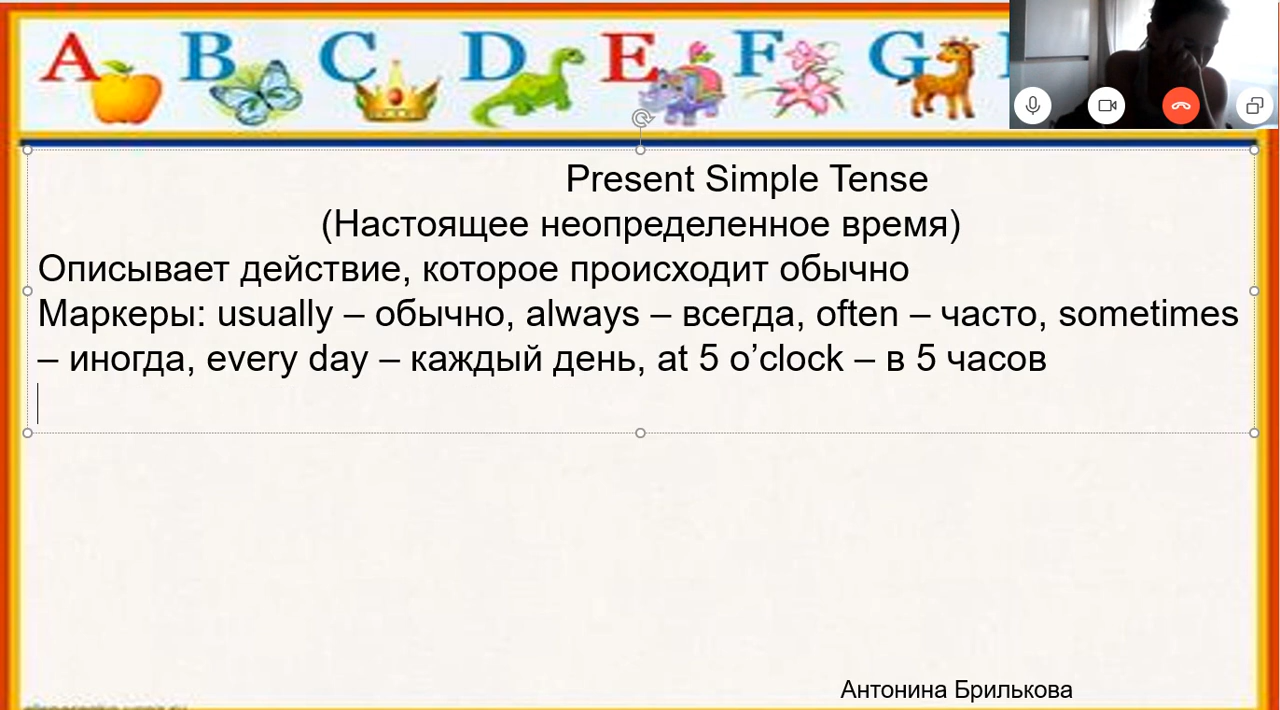 A B C D E F G
Present Simple Tense
(Настоящее неопределенное время)
Описывает действие, которое происходит обычно
Маркеры: usually – обычно, always – всегда, often – часто, sometimes
– иногда, every day – каждый день, at 5 o’clock – в 5 часов
Антонина Брилькова